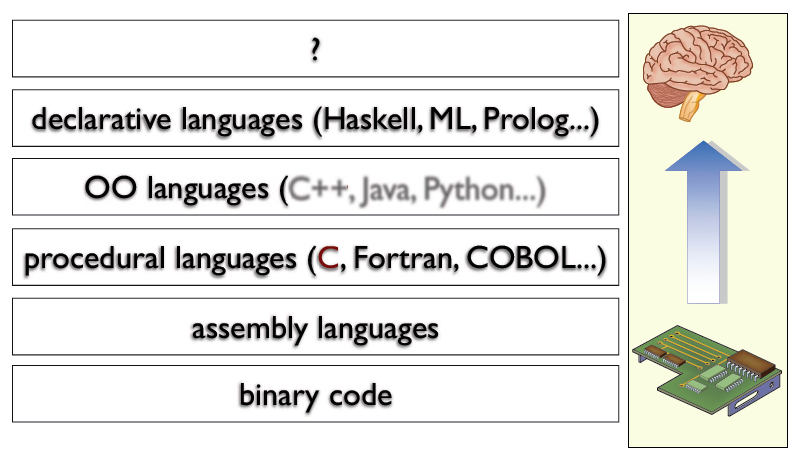 ?
declarative languages (Haskell, ML, Prolog...)
OO languages (C++, Java, Python...)
procedural languages (C, Fortran, COBOL...)
assembly languages
binary code